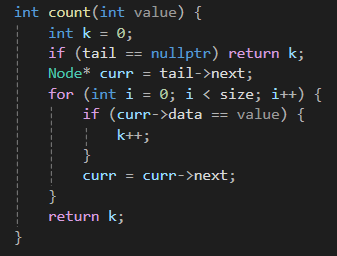 int count(int value) {
    int k = 0;
    if (tail == nullptr) return k;
    Node* curr = tail->next;
    for (int i = 0; i < size; i++) {
        if (curr->data == value) {
            k++;
        }
        curr = curr->next;
    }
    return k;
}